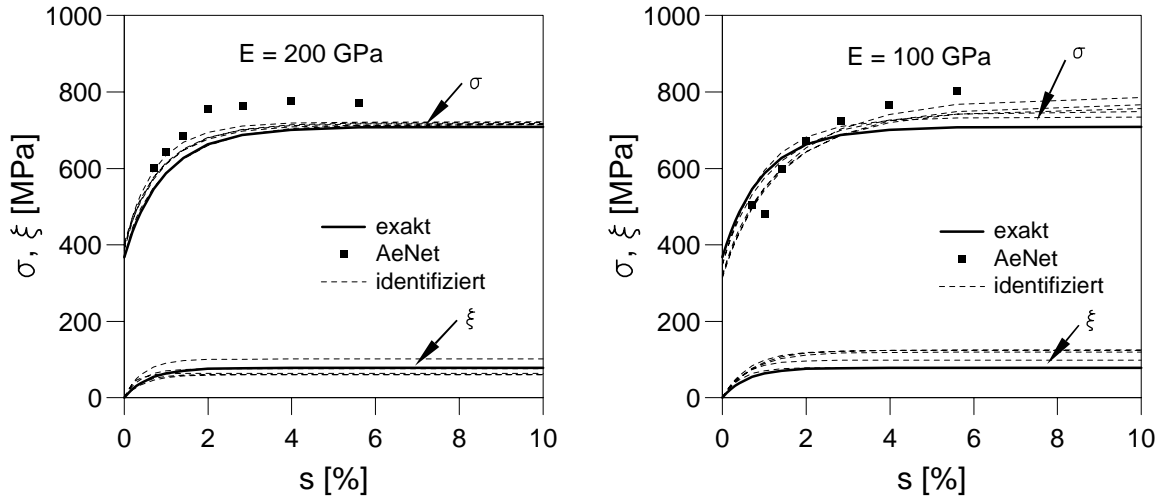 1000
800
600
400
200
0
σ, ξ [MPa]
E = 200 GPa
σ
exakt
AeNet
identifiziert
ξ
0 2 4 6 8 10
s [%]
1000
800
600
400
200
0
σ, ξ [MPa]
E = 100 GPa
σ
exakt
AeNet
identifiziert
ξ
0 2 4 6 8 10
s [%]